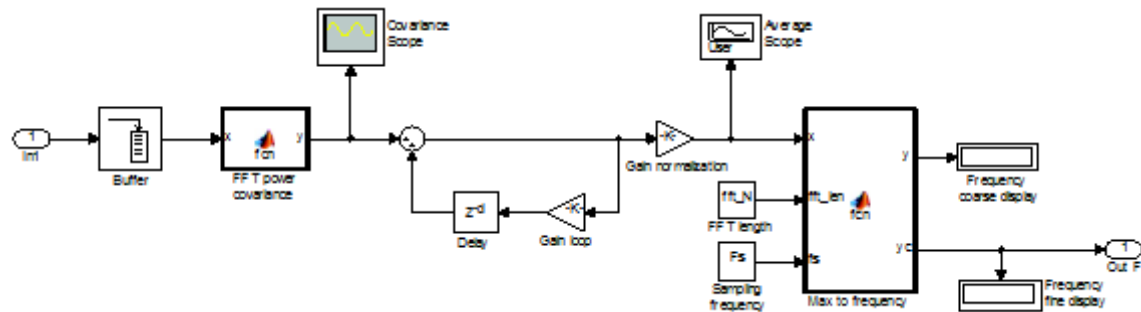 Covariance
Scope
User
Average
Scope
1
In1
Buffer
x
fcn
y
FFT power
covariance
-K-
Gain normalization
Z-d
Delay
-K-
Gain loop
fft_N
FFT length
Fs
Sampling
frequency
x
fft_len
fs
fcn
y
yc
Max to frequency
Frequency
coarse display
1
Out F
Frequency
fine display